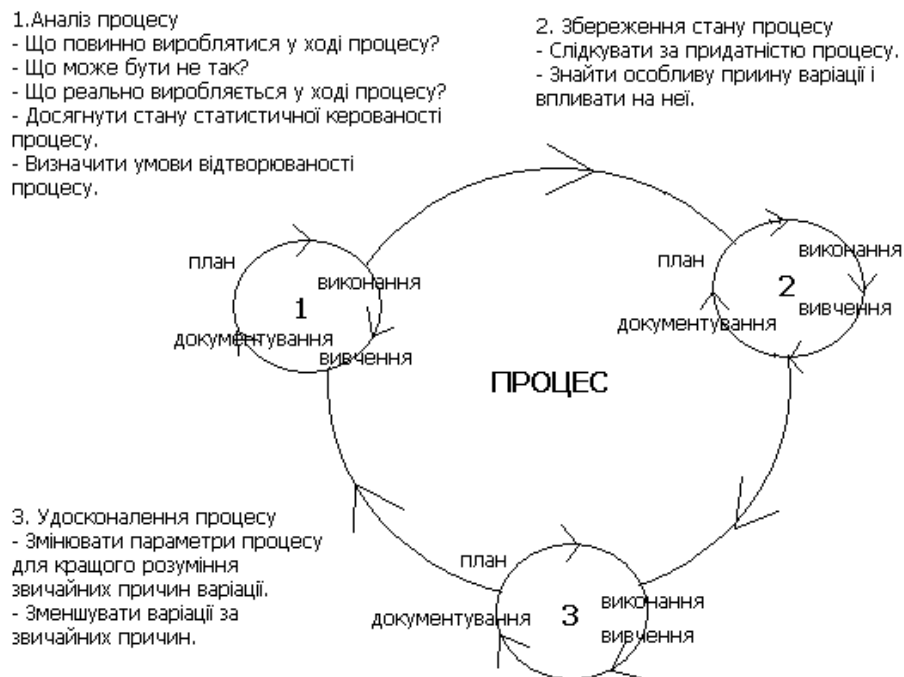 1.Аналіз процесу
- Що повинно вироблятися у ході процесу?
- Що може бути не так?
- Що реально виробляється у ході процесу?
- Досягнути стану статистичної керованості
процесу.
- Визначити умови відтворюваності
процесу.
2. Збереження стану процесу
- Слідкувати за придатністю процесу.
- Знайти особливу приину варіації і
впливати на неї.
план
виконання
1
документування
вивчення
план
виконання
2
вивчення
документування
ПРОЦЕС
3. Удосконалення процесу
- Змінювати параметри процесу
для кращого розуміння
звичайних причин варіації.
- Зменшувати варіації за
звичайних причин.
план
виконання
документування
3
вивчення